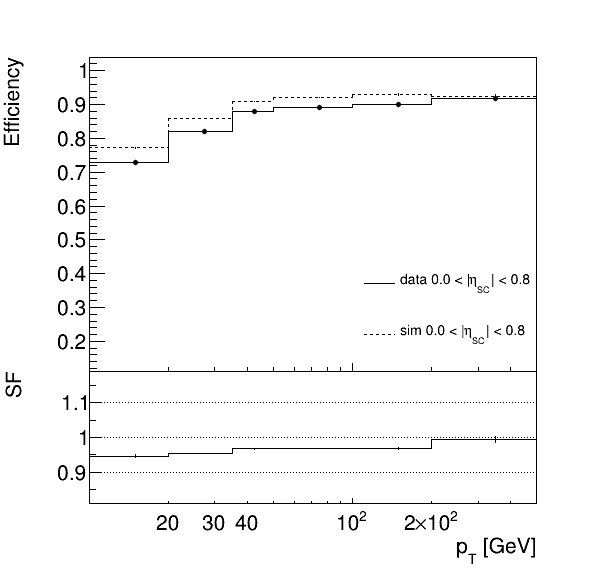 Efficiency
1
0.9
0.8
0.7
0.6
0.5
0.4
0.3
0.2
data 0.0 < |η_SC| < 0.8
sim 0.0 < |η_SC| < 0.8
SF
1.1
1
0.9
20 30 40 10² 2×10²
p_T [GeV]